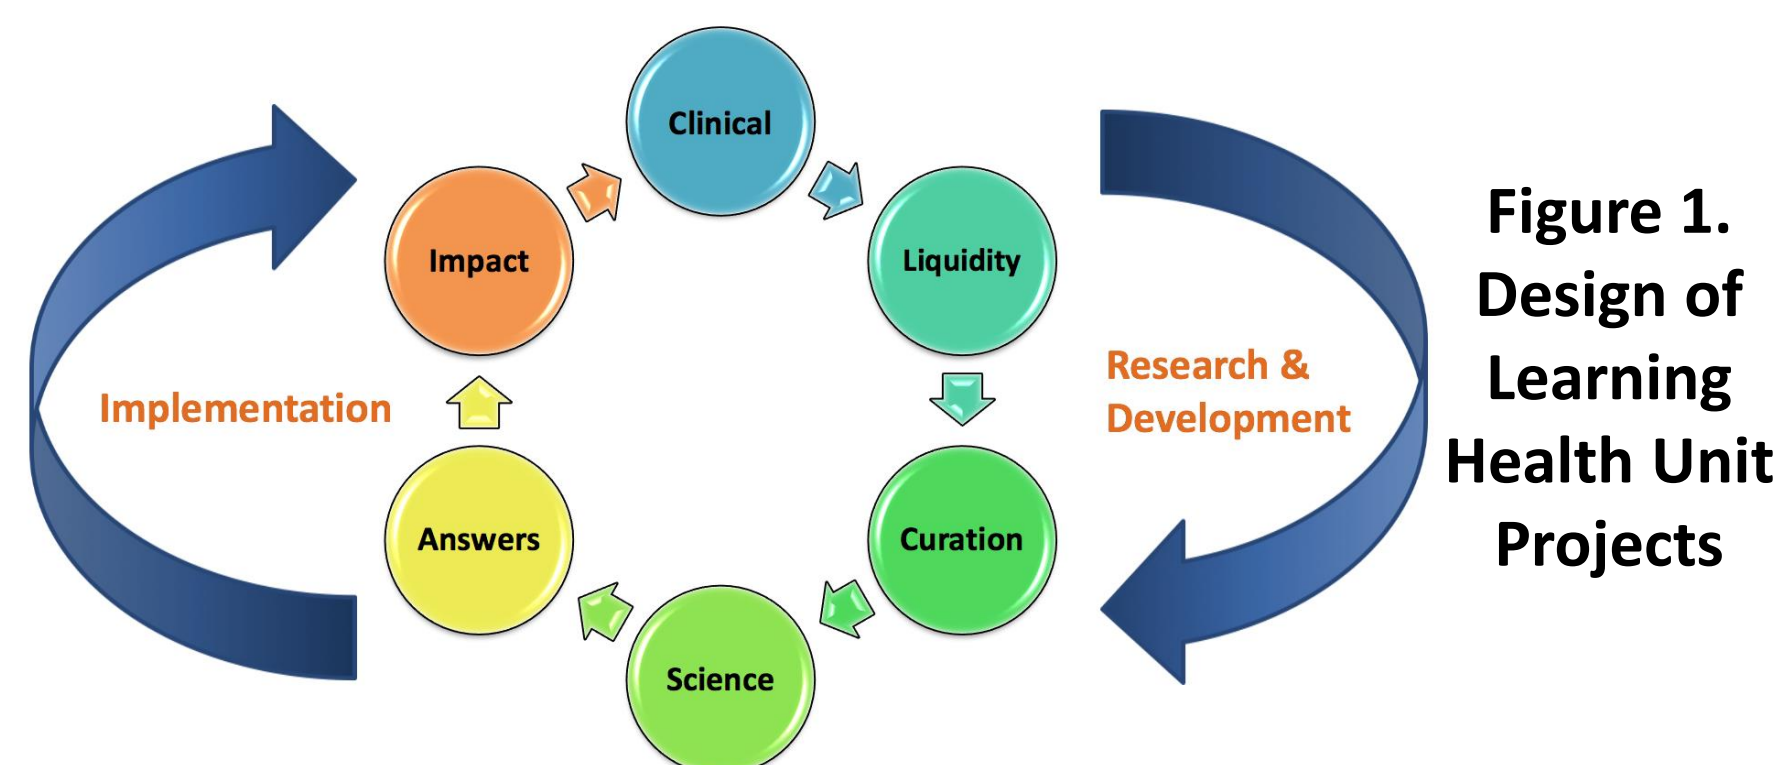 Clinical
Impact
Liquidity
Implementation
Research &
Development
Answers
Curation
Science
Figure 1.
Design of
Learning
Health Unit
Projects